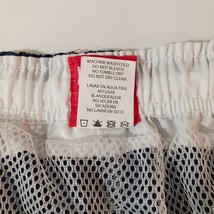 MACHINE WASH COLD
DO NOT BLEACH
NO TUMBLE DRY
DO NOT DRY CLEAN
LAVAR EN AGUA FRIA
NO USAR
BLANQUEADOR
NO SECAR EN
SECADORA
NO LAVAR EN SECO